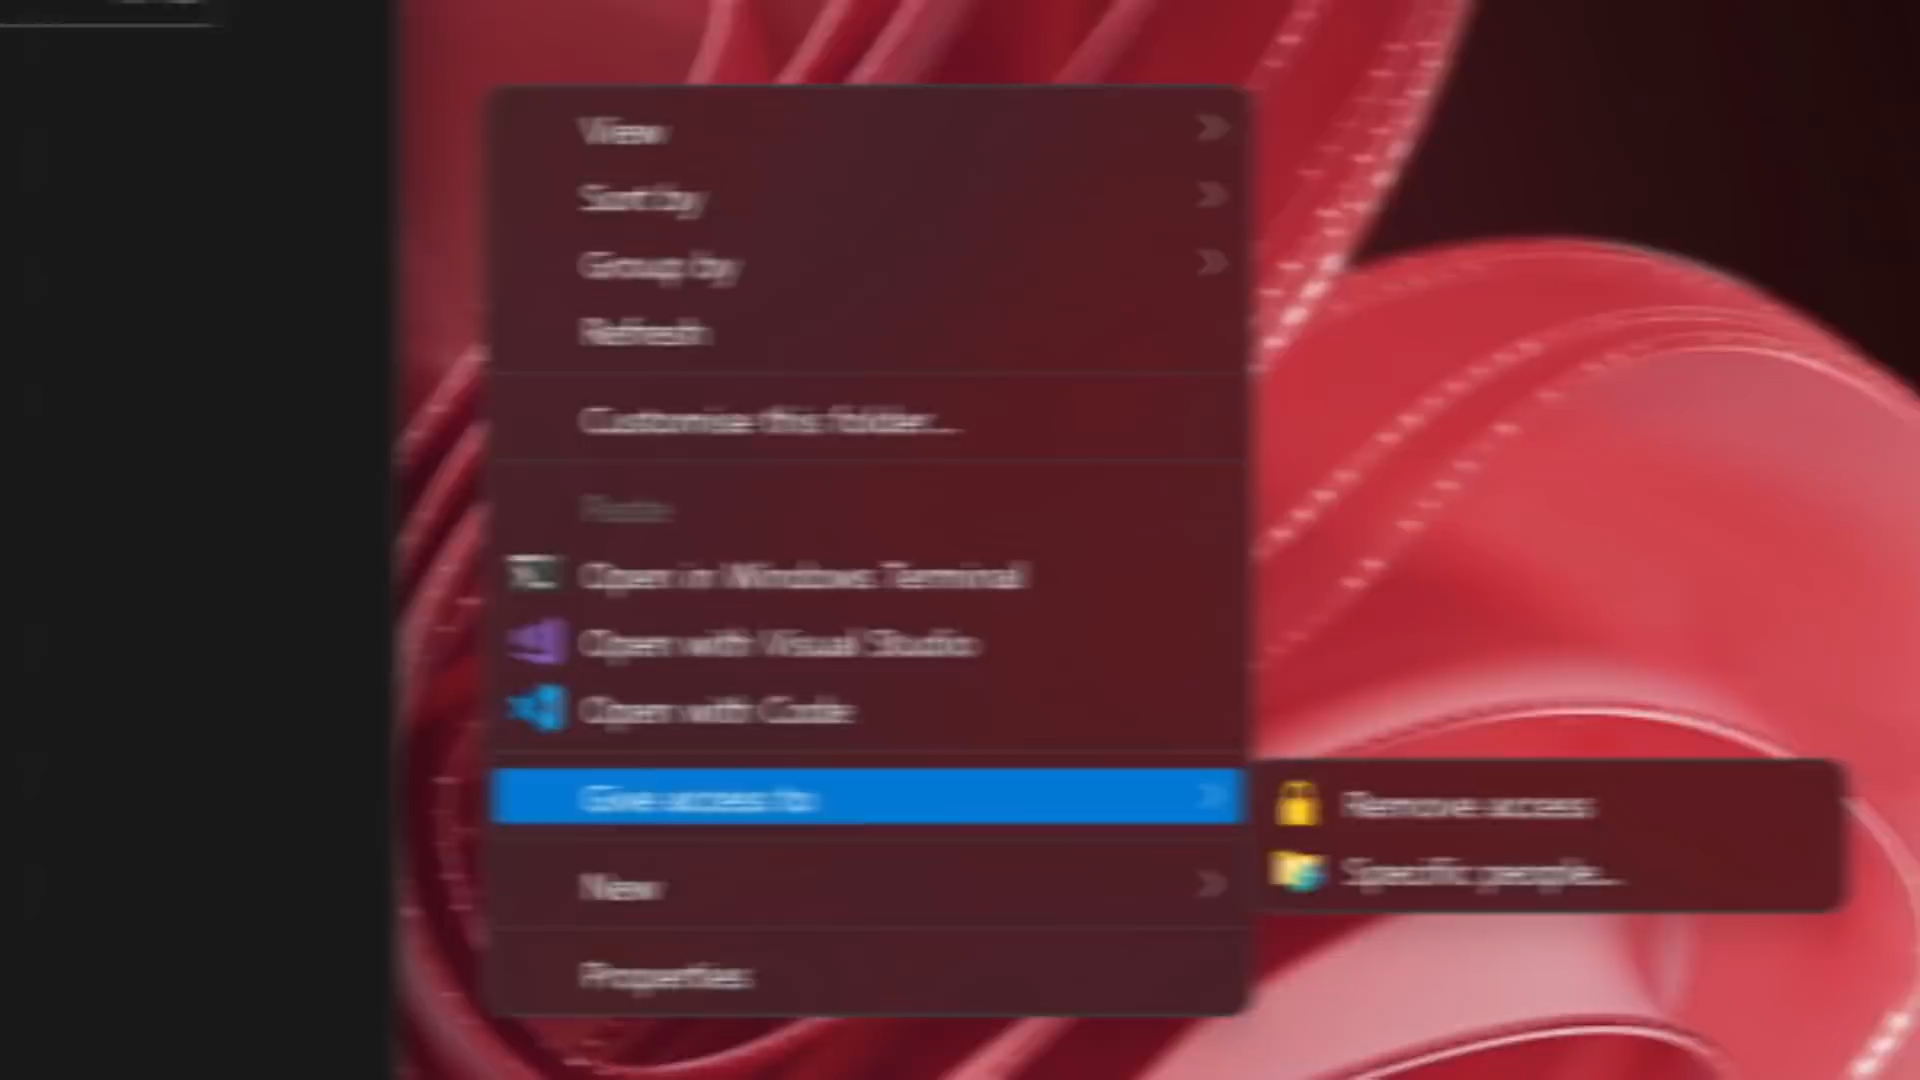 View
Sort by
Group by
Refresh
Customise this folder...
Paste
Open in Windows Terminal
Open with Visual Studio
Open with Code
Give access to
Remove access
Specific people...
New
Properties